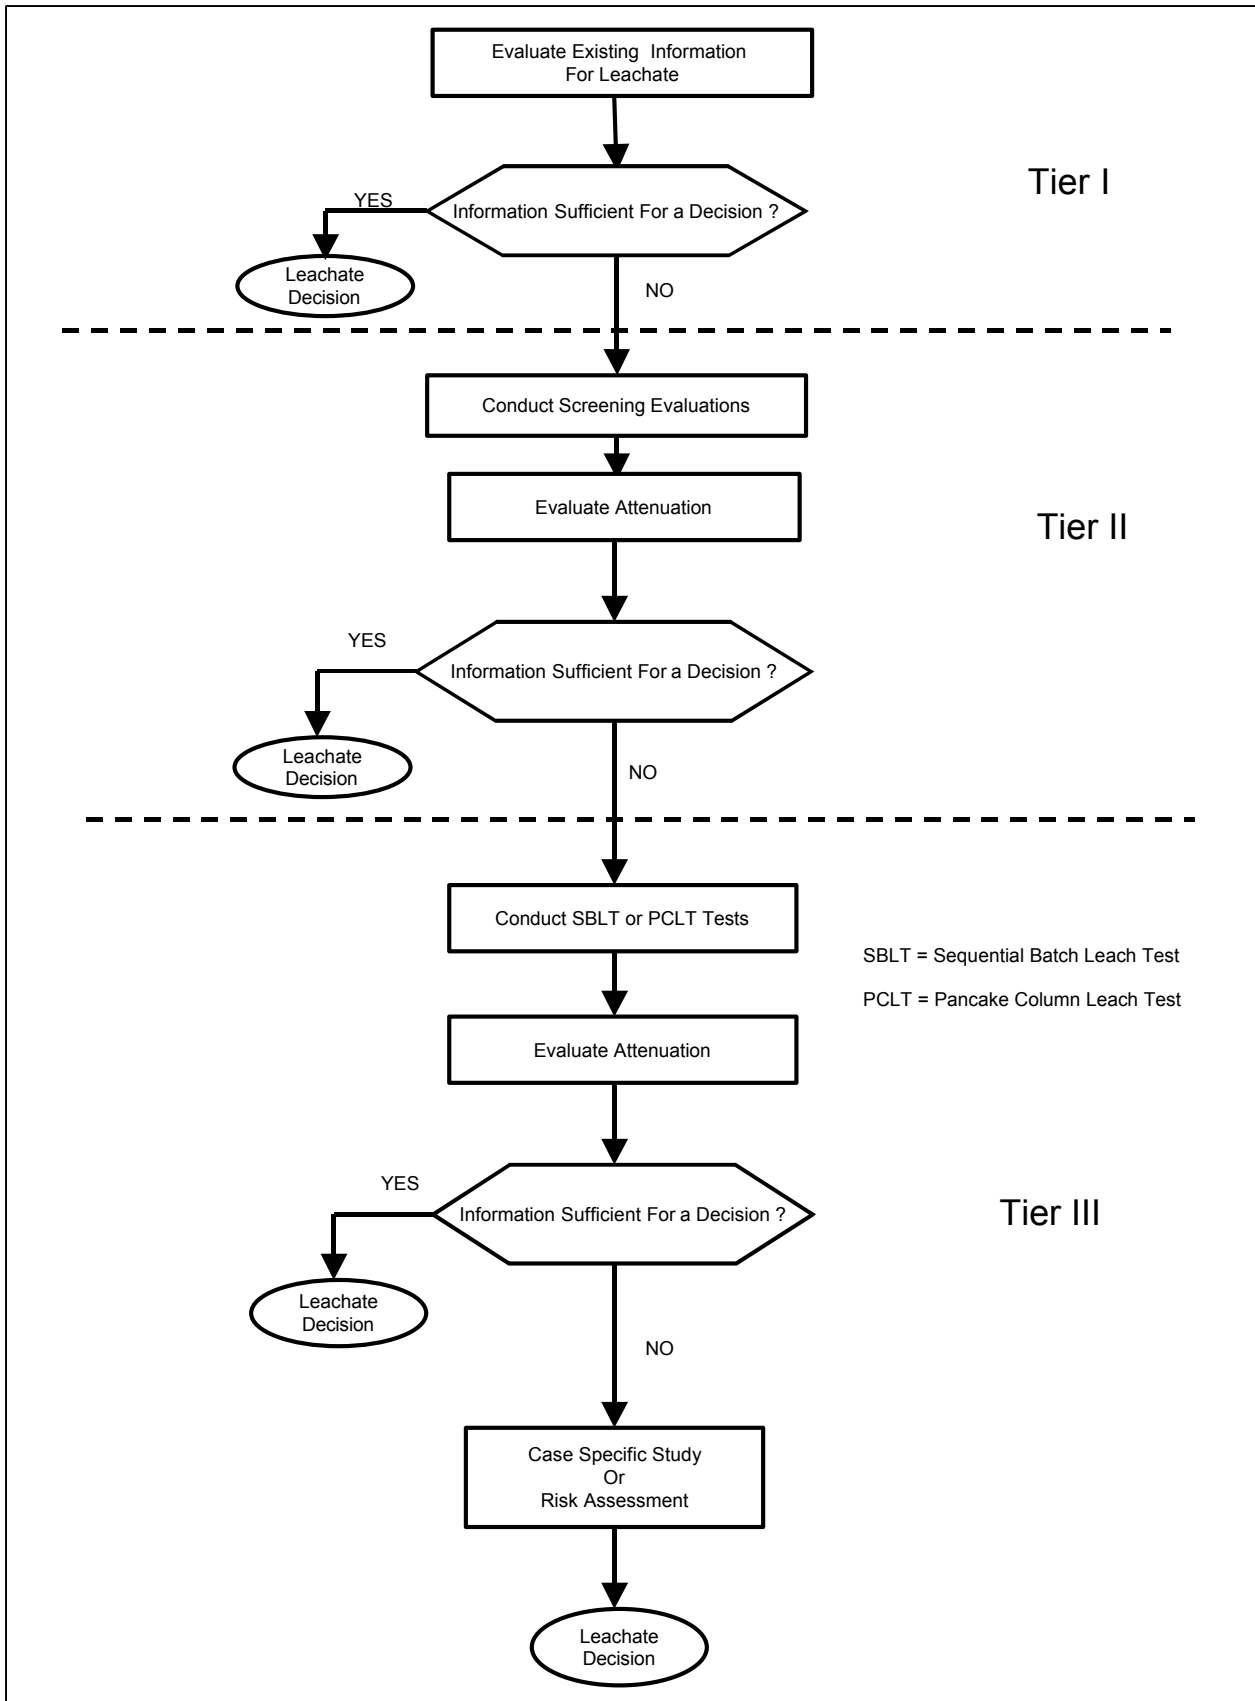 Evaluate Existing Information
For Leachate
Tier I
Information Sufficient For a Decision ?
YES
Leachate
Decision
NO
Conduct Screening Evaluations
Evaluate Attenuation
Tier II
YES
Information Sufficient For a Decision ?
Leachate
Decision
NO
Conduct SBLT or PCLT Tests
SBLT = Sequential Batch Leach Test
PCLT = Pancake Column Leach Test
Evaluate Attenuation
YES
Information Sufficient For a Decision ?
Tier III
Leachate
Decision
NO
Case Specific Study
Or
Risk Assessment
Leachate
Decision